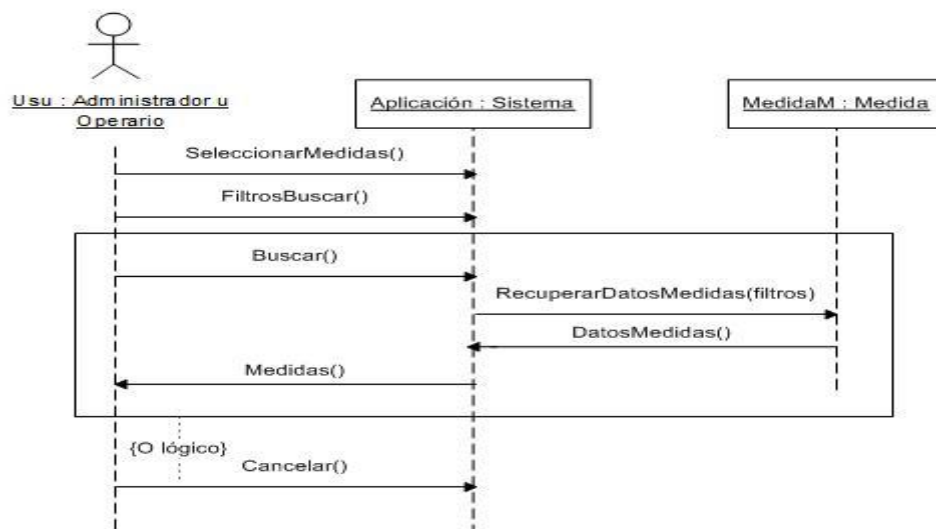 Usu : Administrador u
Operario
Aplicación : Sistema
MedidaM : Medida
SeleccionarMedidas()
FiltrosBuscar()
Buscar()
RecuperarDatosMedidas(filtros)
DatosMedidas()
Medidas()
{O lógico}
Cancelar()